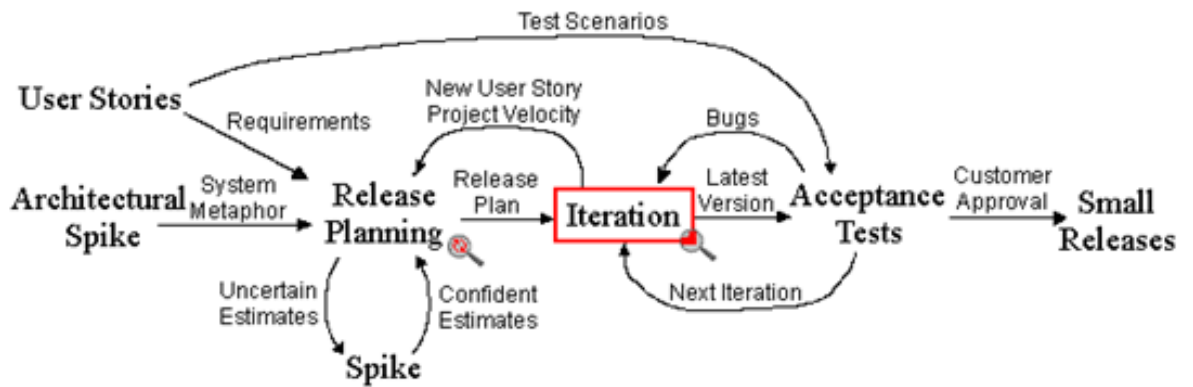 Test Scenarios
User Stories
New User Story
Project Velocity
Bugs
Requirements
Architectural
Spike
System
Metaphor
Release
Planning
Release
Plan
Iteration
Latest
Version
Acceptance
Tests
Customer
Approval
Small
Releases
Uncertain
Estimates
Confident
Estimates
Next Iteration
Spike